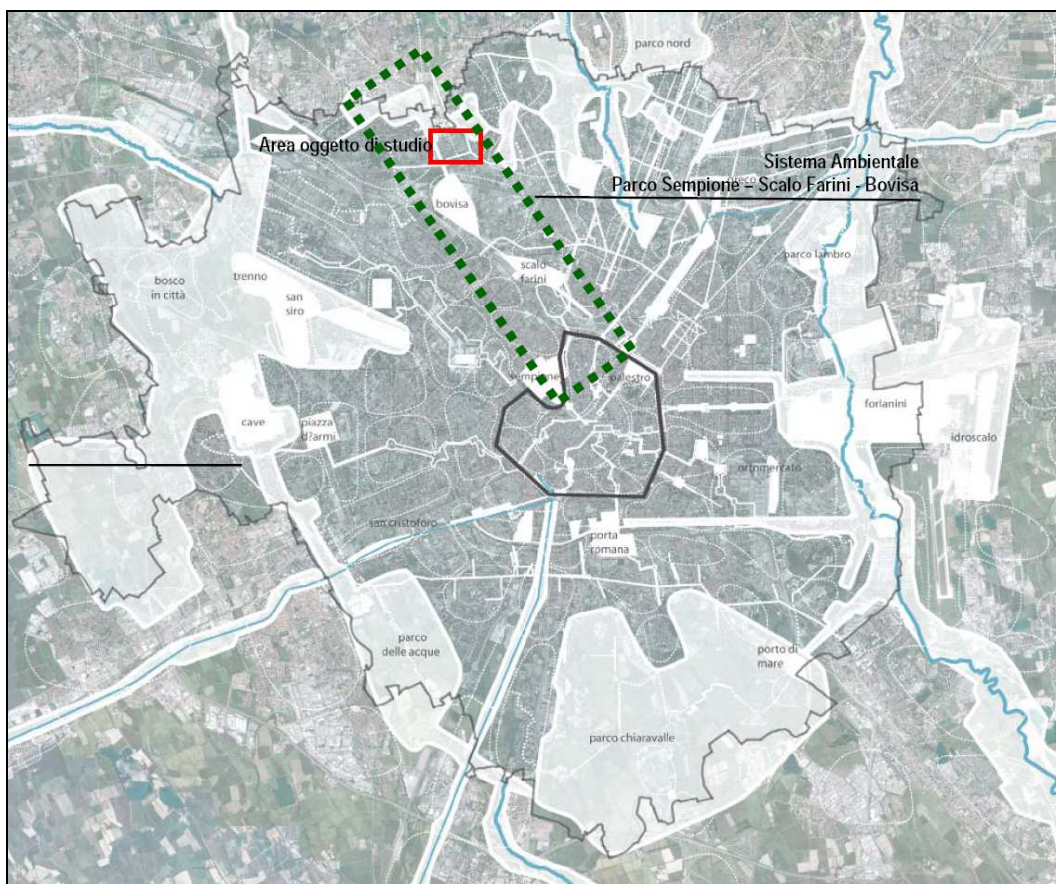 parco nord
Area oggetto di studio
Sistema Ambientale
greco
Parco Sempione – Scalo Farini - Bovisa
bovisa
parco lambro
scalo
farini
bosco
in città
trenno
san
siro
sempione
palestro
forlanini
cave
piazza
d?armi
idroscalo
ortomercato
san cristoforo
porta
romana
parco
delle acque
porto di
mare
parco chiaravalle